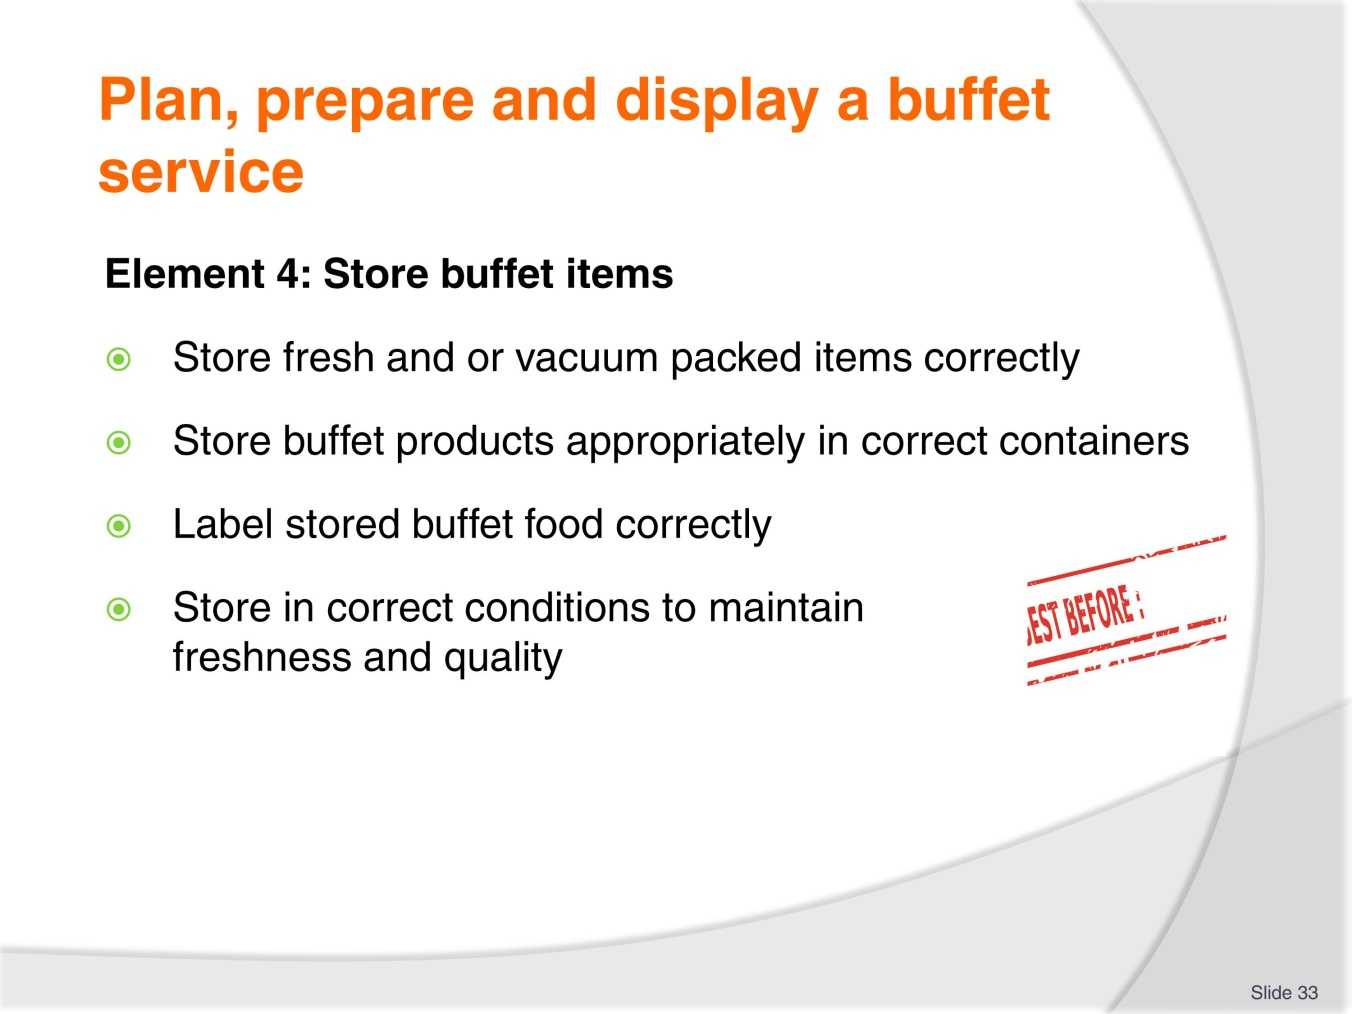 Plan, prepare and display a buffet
service
Element 4: Store buffet items
Store fresh and or vacuum packed items correctly
Store buffet products appropriately in correct containers
Label stored buffet food correctly
Store in correct conditions to maintain
freshness and quality
BEST BEFORE :
Slide 33